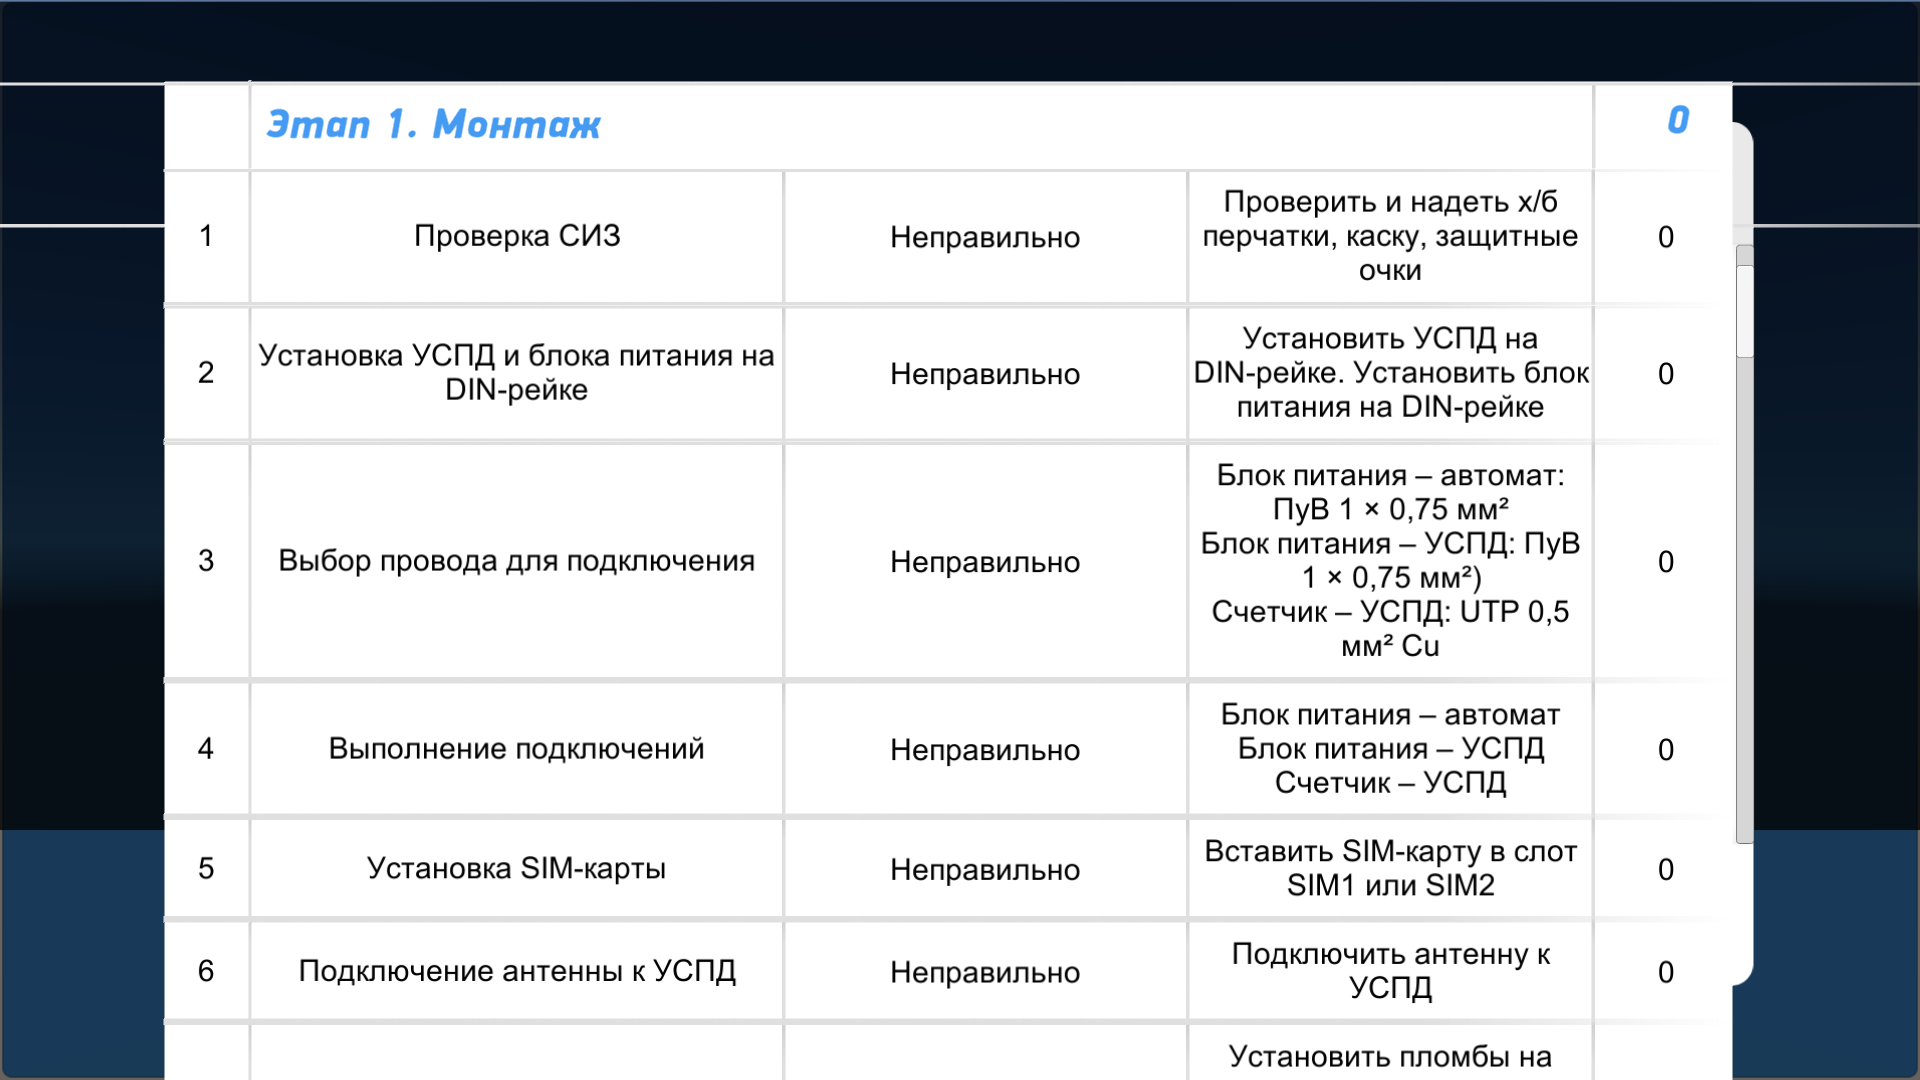 Этап 1. Монтаж
0
1
Проверка СИЗ
Неправильно
Проверить и надеть х/б
перчатки, каску, защитные
очки
0
2
Установка УСПД и блока питания на
DIN-рейке
Неправильно
Установить УСПД на
DIN-рейке. Установить блок
питания на DIN-рейке
0
3
Выбор провода для подключения
Неправильно
Блок питания – автомат:
ПуВ 1 × 0,75 мм²
Блок питания – УСПД: ПуВ
1 × 0,75 мм²)
Счетчик – УСПД: UTP 0,5
мм² Cu
0
4
Выполнение подключений
Неправильно
Блок питания – автомат
Блок питания – УСПД
Счетчик – УСПД
0
5
Установка SIM-карты
Неправильно
Вставить SIM-карту в слот
SIM1 или SIM2
0
6
Подключение антенны к УСПД
Неправильно
Подключить антенну к
УСПД
0
Установить пломбы на